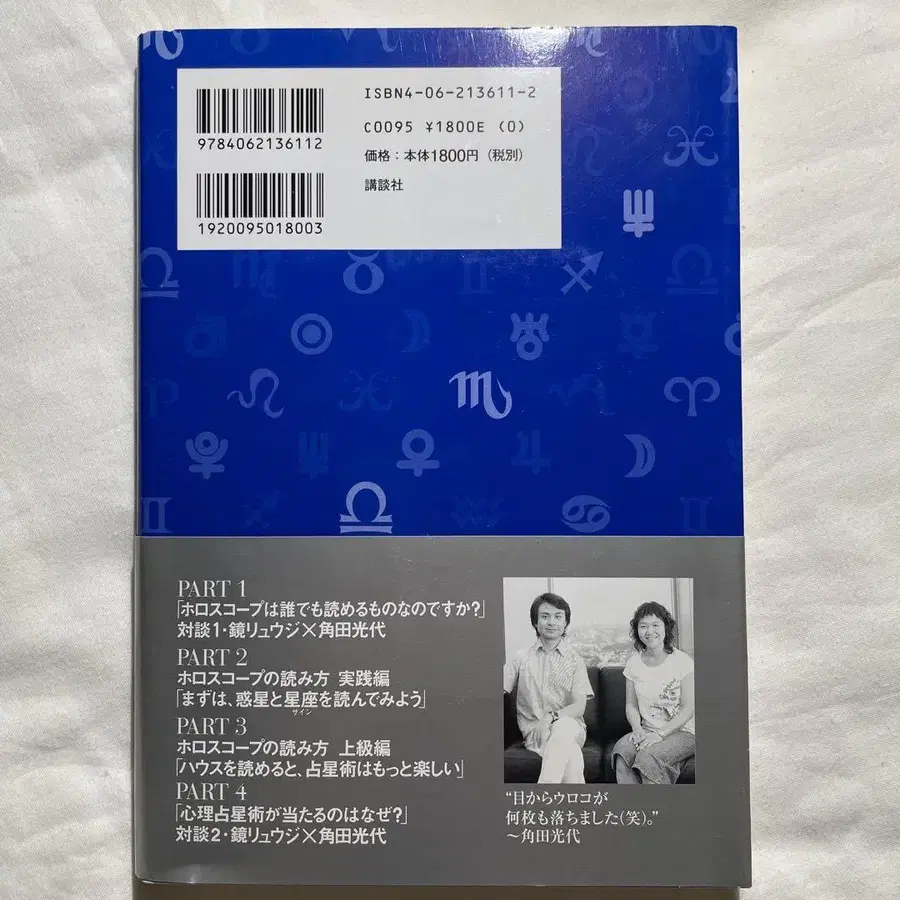 ISBN4-06-213611-2
C0095 ¥1800E (0)
価格：本体1800円（税別）
講談社
9784062136112
1920095018003
PART 1
「ホロスコープは誰でも読めるものなのですか?」
対談1・鏡リュウジ×角田光代
PART 2
ホロスコープの読み方 実践編
「まずは、惑星と星座を読んでみよう」
サイン
PART 3
ホロスコープの読み方 上級編
「ハウスを読めると、占星術はもっと楽しい」
PART 4
「心理占星術が当たるのはなぜ?」
対談2・鏡リュウジ×角田光代
“目からウロコが
何枚も落ちました(笑)。”
～角田光代